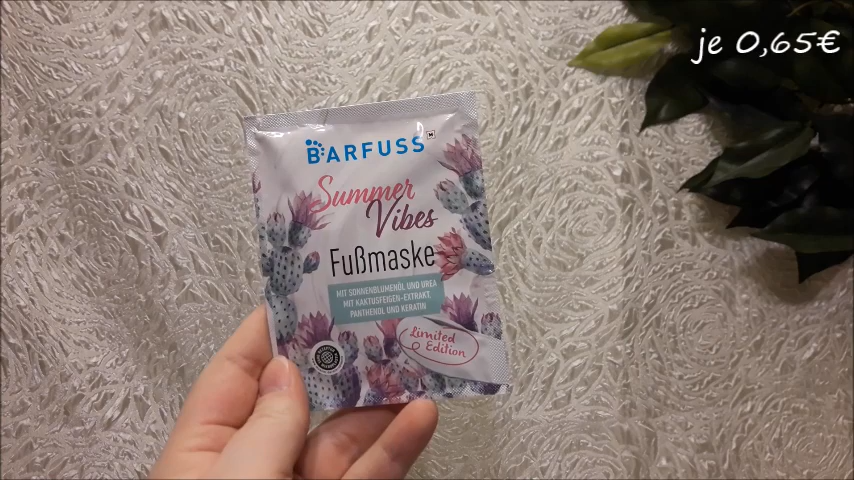 je 0,65€
BARFUSS
M
Summer
Vibes
Fußmaske
MIT SONNENBLUMENÖL UND UREA
MIT KAKTUSFEIGEN-EXTRAKT,
PANTHENOL UND KERATIN
Limited
Edition